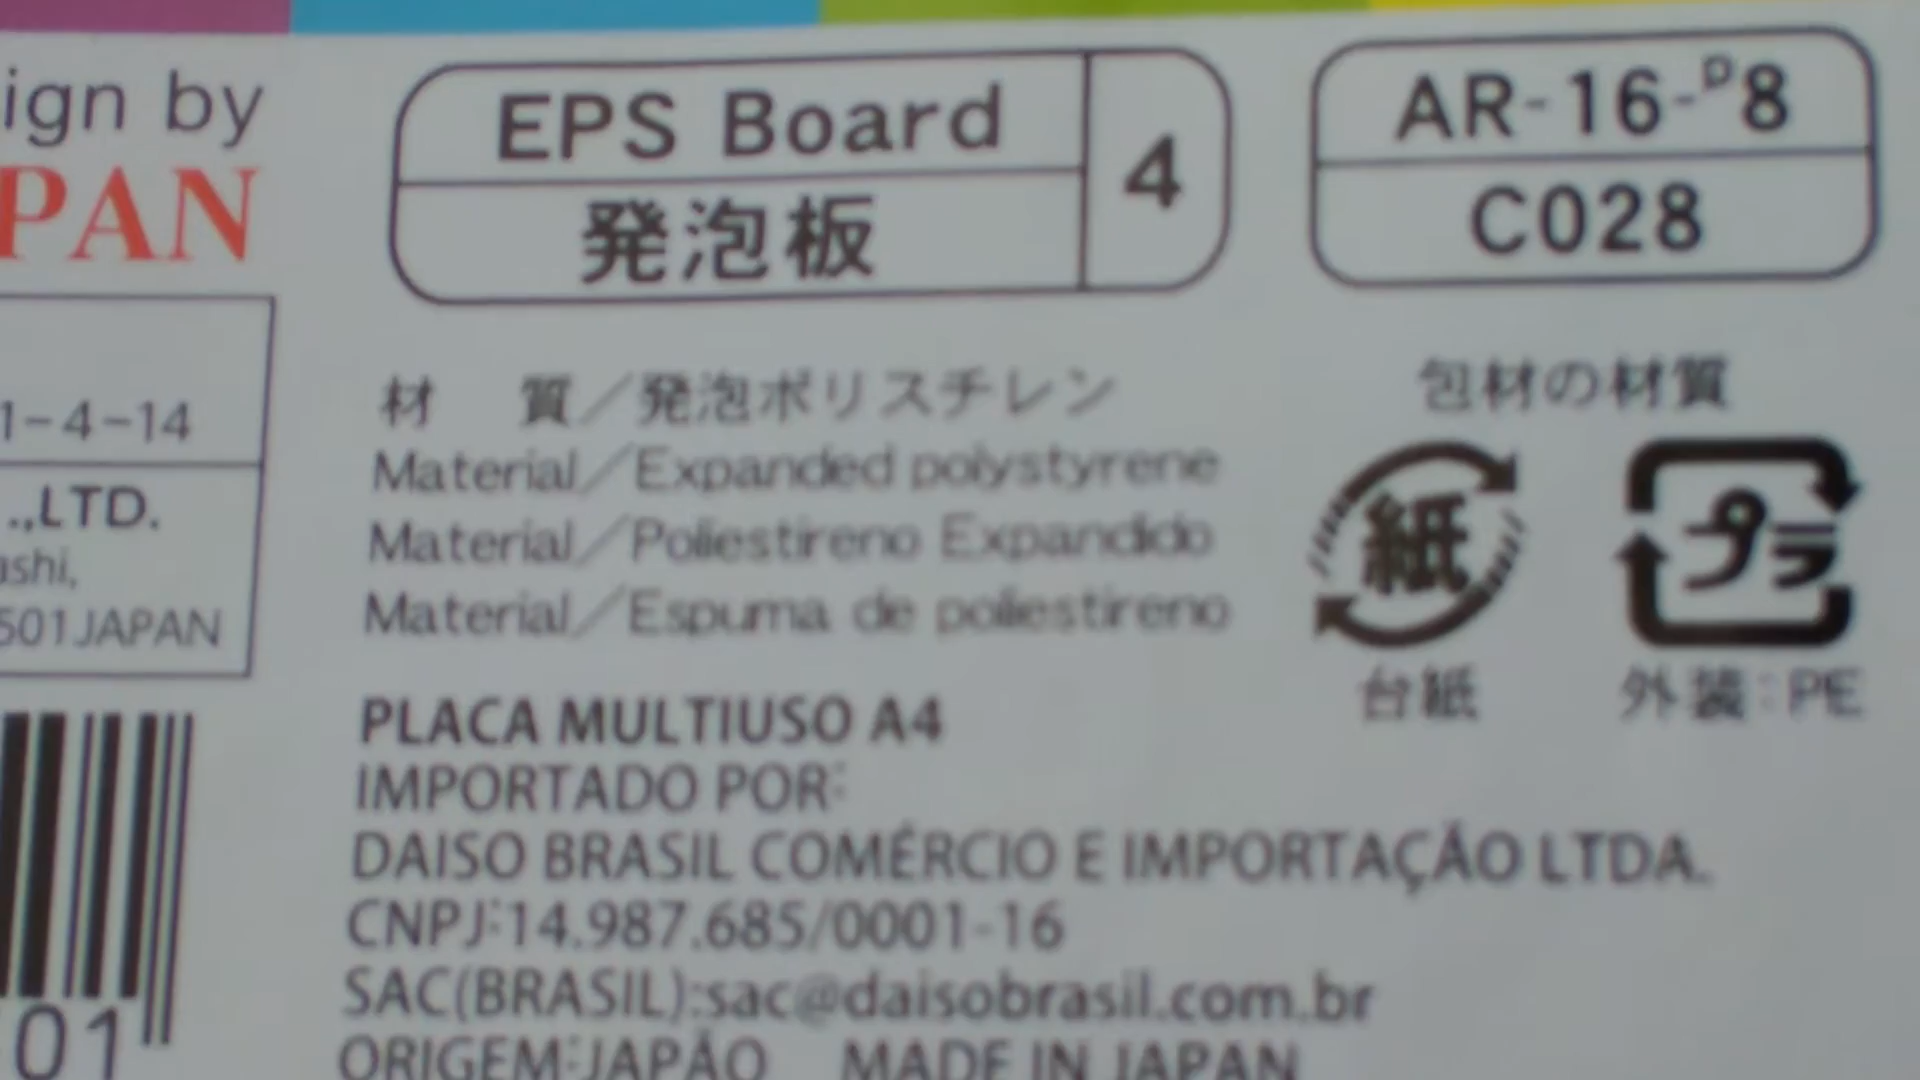 ign by
PAN
EPS Board
発泡板
4
AR-16-P8
C028
1-4-14
.,LTD.
ashi,
501 JAPAN
材 質/発泡ポリスチレン
Material/Expanded polystyrene
Material/Poliestireno Expandido
Material/Espuma de poliestireno
包材の材質
紙
プラ
台紙
外装:PE
PLACA MULTIUSO A4
IMPORTADO POR:
DAISO BRASIL COMÉRCIO E IMPORTAÇÃO LTDA.
CNPJ:14.987.685/0001-16
SAC(BRASIL):sac@daisobrasil.com.br
ORIGEM:JAPÃO MADE IN JAPAN
01